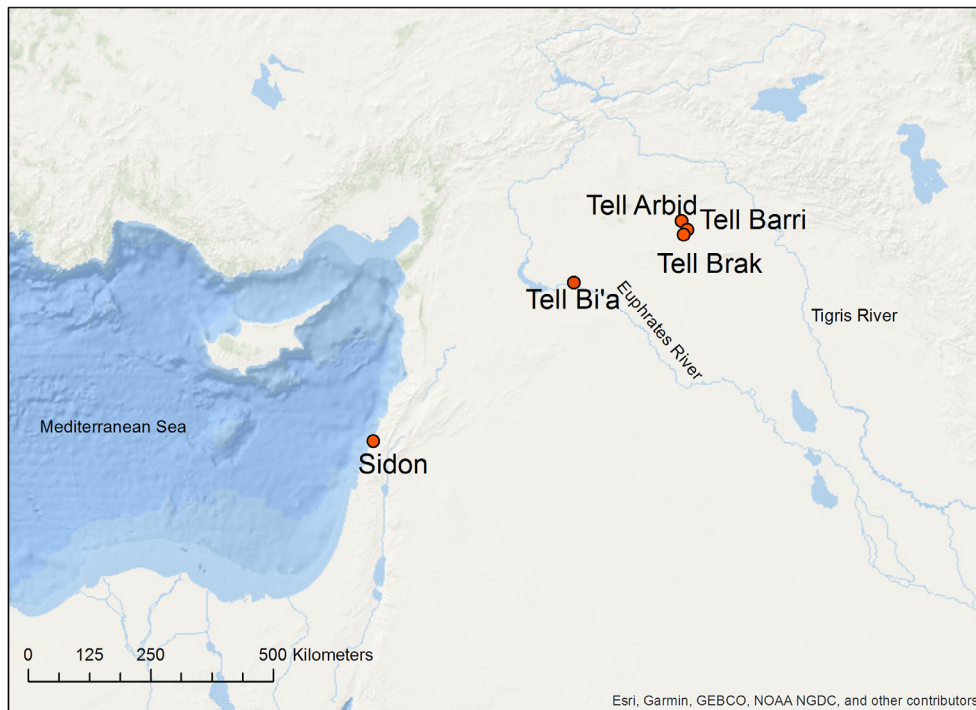 Tell Arbid
Tell Barri
Tell Brak
Tell Bi'a
Euphrates River
Tigris River
Mediterranean Sea
Sidon
0 125 250 500 Kilometers
Esri, Garmin, GEBCO, NOAA NGDC, and other contributors